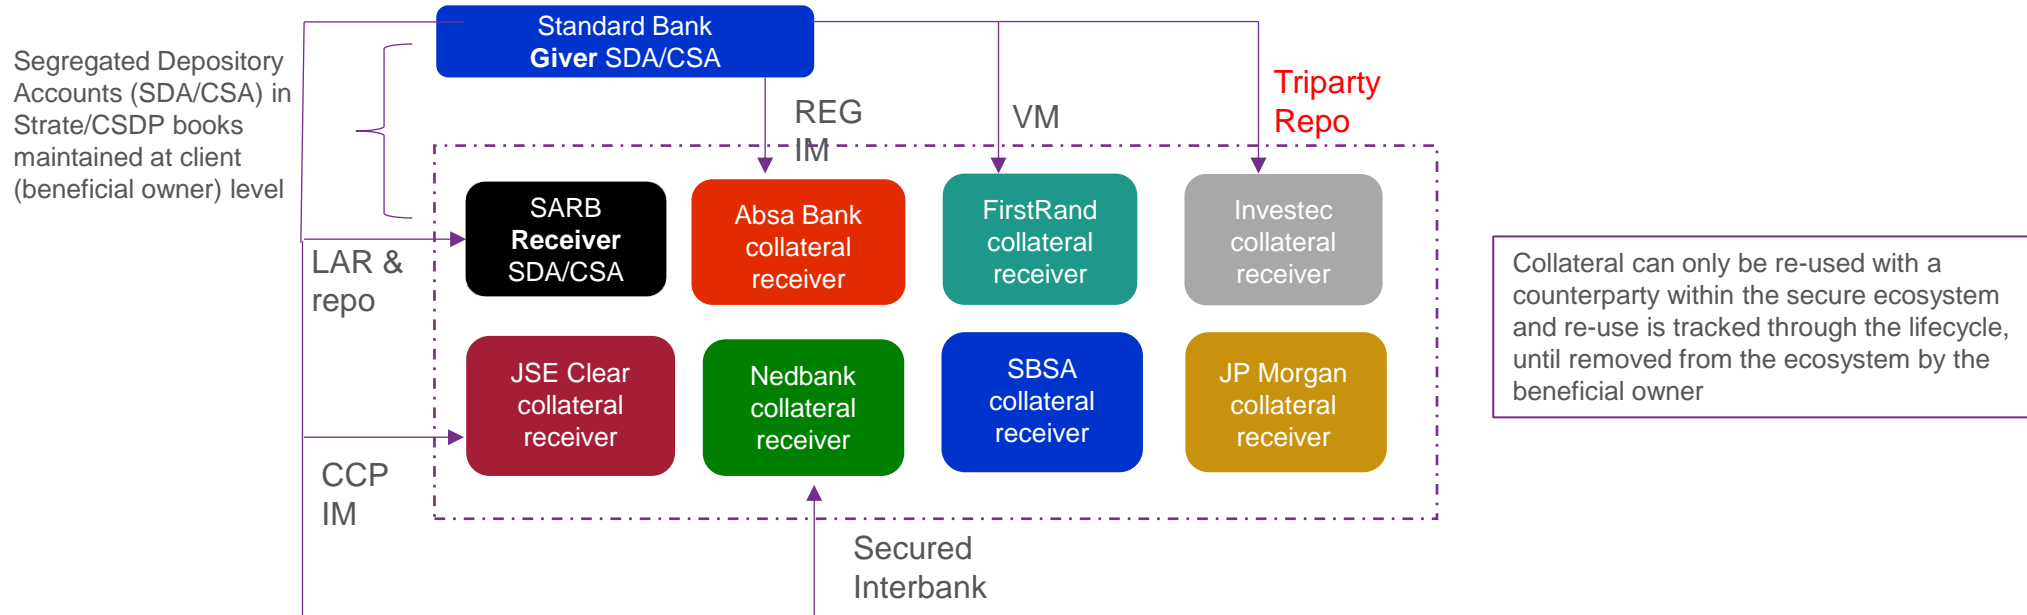 Standard Bank
Giver SDA/CSA
Segregated Depository
Accounts (SDA/CSA) in
Strate/CSDP books
maintained at client
(beneficial owner) level
REG
IM
VM
Triparty
Repo
SARB
Receiver
SDA/CSA
Absa Bank
collateral
receiver
FirstRand
collateral
receiver
Investec
collateral
receiver
LAR &
repo
JSE Clear
collateral
receiver
Nedbank
collateral
receiver
SBSA
collateral
receiver
JP Morgan
collateral
receiver
CCP
IM
Secured
Interbank
Collateral can only be re-used with a
counterparty within the secure ecosystem
and re-use is tracked through the lifecycle,
until removed from the ecosystem by the
beneficial owner